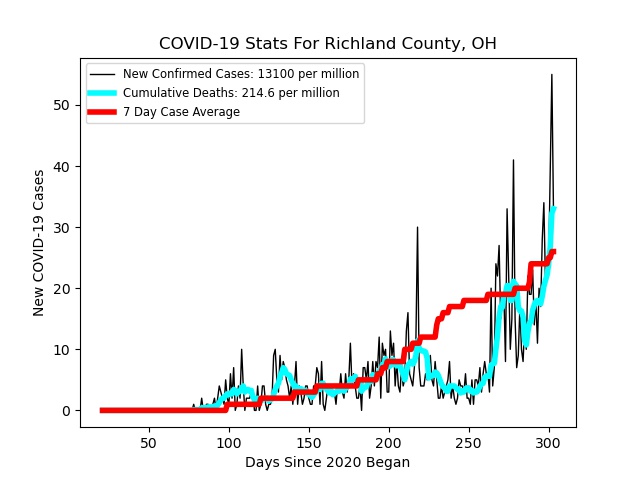 COVID-19 Stats For Richland County, OH
New Confirmed Cases: 13100 per million
Cumulative Deaths: 214.6 per million
7 Day Case Average
New COVID-19 Cases
50
40
30
20
10
0
50 100 150 200 250 300
Days Since 2020 Began